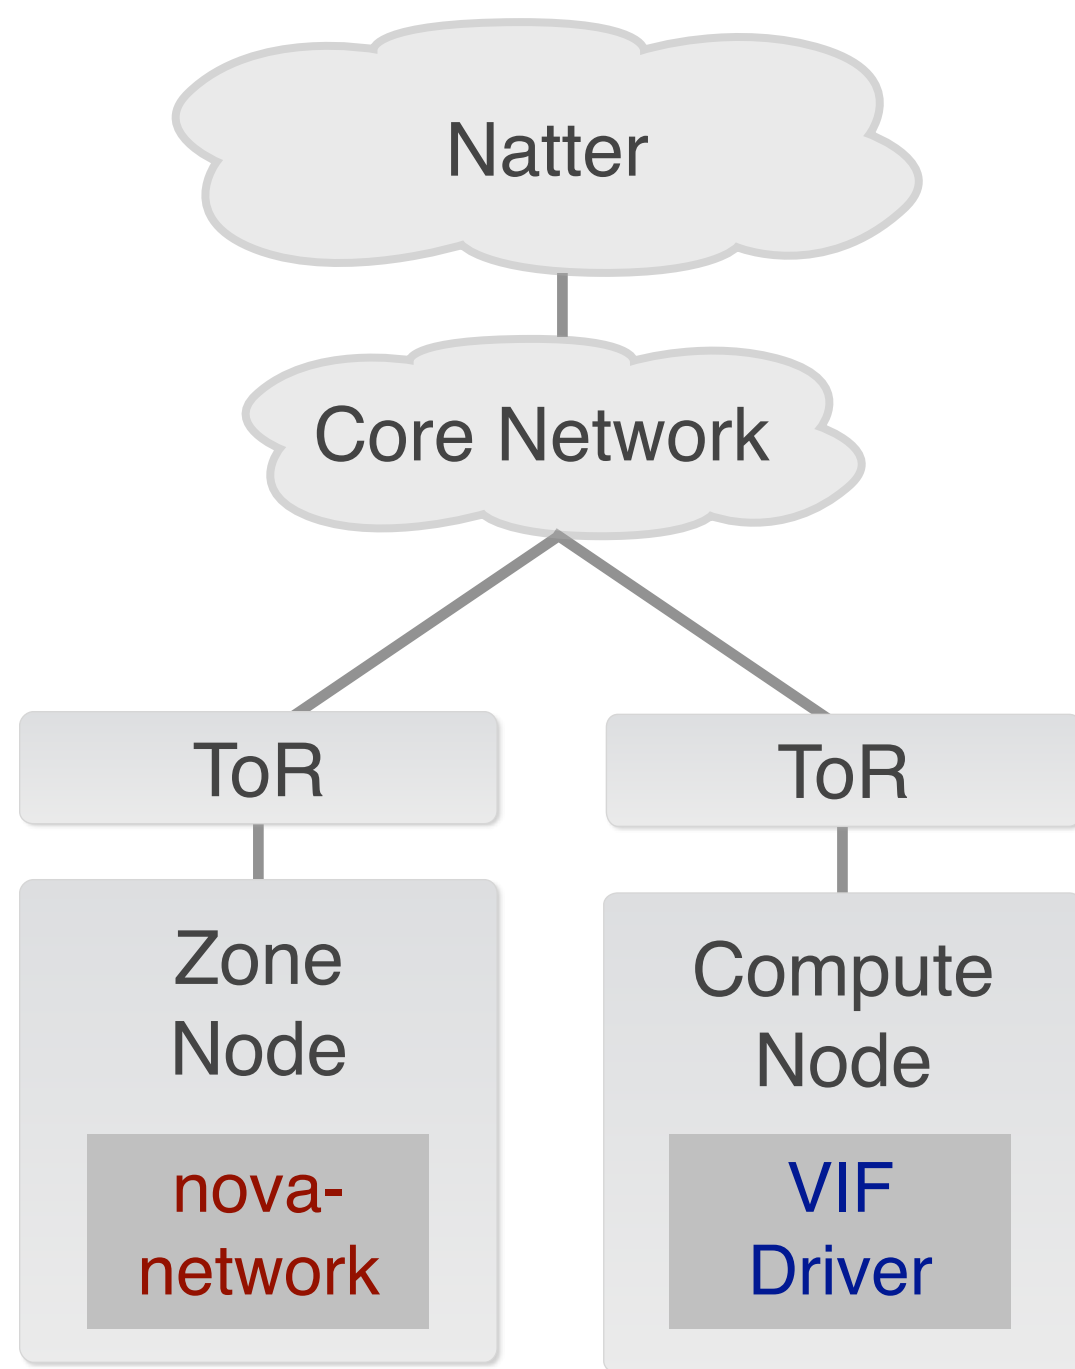 Natter
Core Network
ToR
ToR
Zone
Node
nova-
network
Compute
Node
VIF
Driver